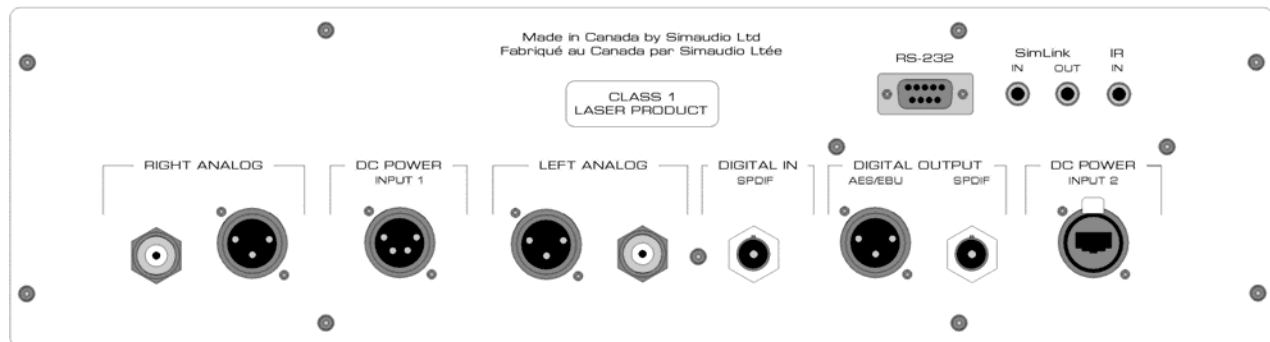 Made in Canada by Simaudio Ltd
Fabriqué au Canada par Simaudio Ltée
CLASS 1
LASER PRODUCT
RS-232
SimLink
IN
OUT
IR
IN
RIGHT ANALOG
DC POWER
INPUT 1
LEFT ANALOG
DIGITAL IN
SPDIF
DIGITAL OUTPUT
AES/EBU
SPDIF
DC POWER
INPUT 2